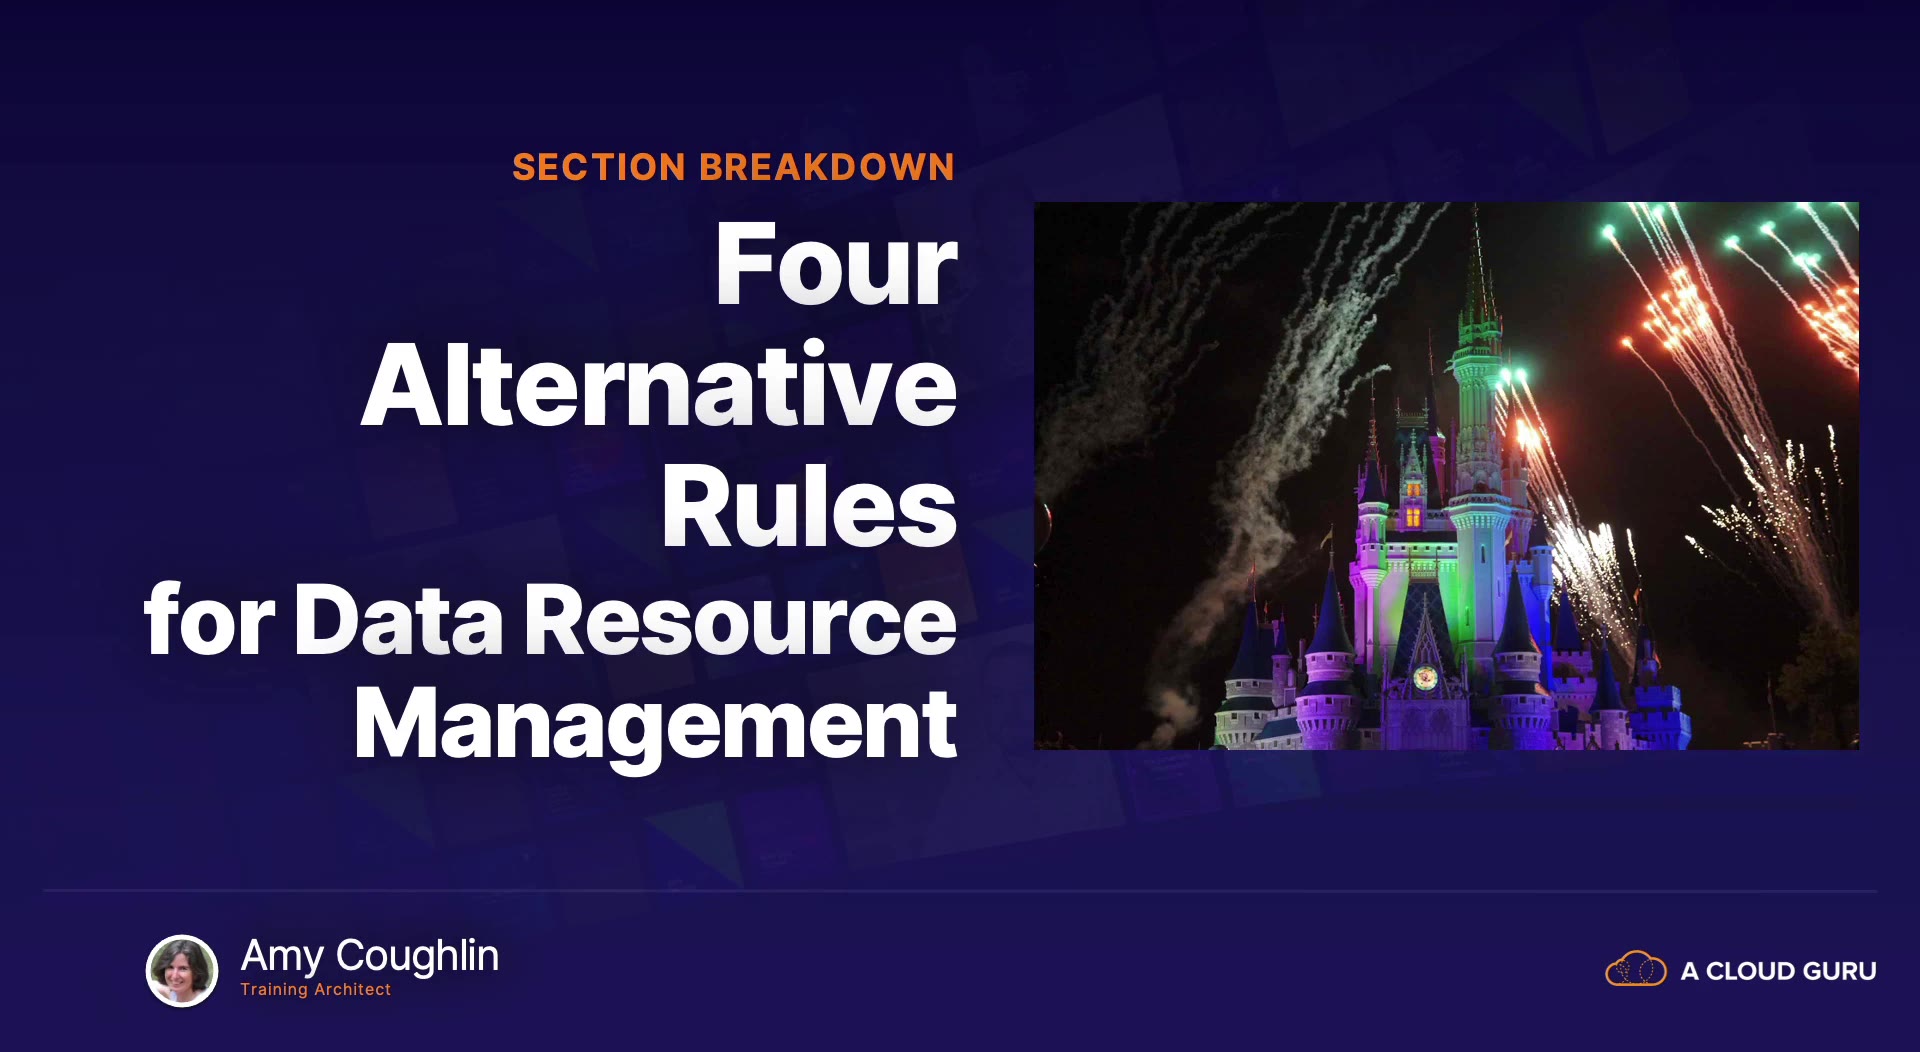 SECTION BREAKDOWN
Four
Alternative
Rules
for Data Resource
Management
Amy Coughlin
Training Architect
A CLOUD GURU